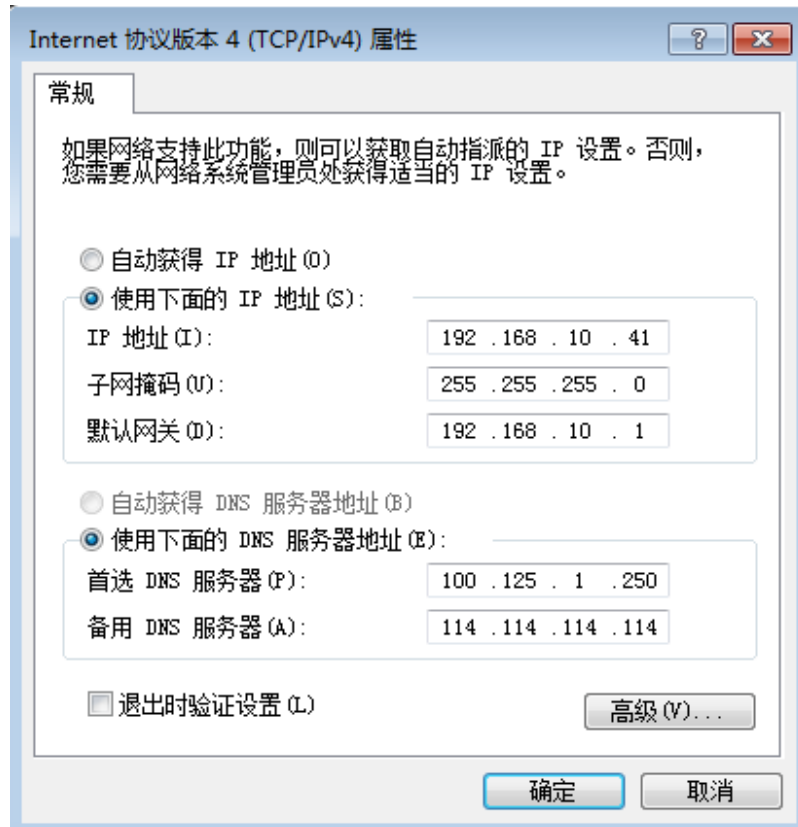 Internet 协议版本 4 (TCP/IPv4) 属性
常规
如果网络支持此功能，则可以获取自动指派的 IP 设置。否则，
您需要从网络系统管理员处获得适当的 IP 设置。
自动获得 IP 地址(O)
使用下面的 IP 地址(S):
IP 地址(I): 192 .168 . 10 . 41
子网掩码(U): 255 .255 .255 . 0
默认网关(D): 192 .168 . 10 . 1
自动获得 DNS 服务器地址(B)
使用下面的 DNS 服务器地址(E):
首选 DNS 服务器(P): 100 .125 . 1 .250
备用 DNS 服务器(A): 114 .114 .114 .114
退出时验证设置(L)
高级(V)...
确定 取消